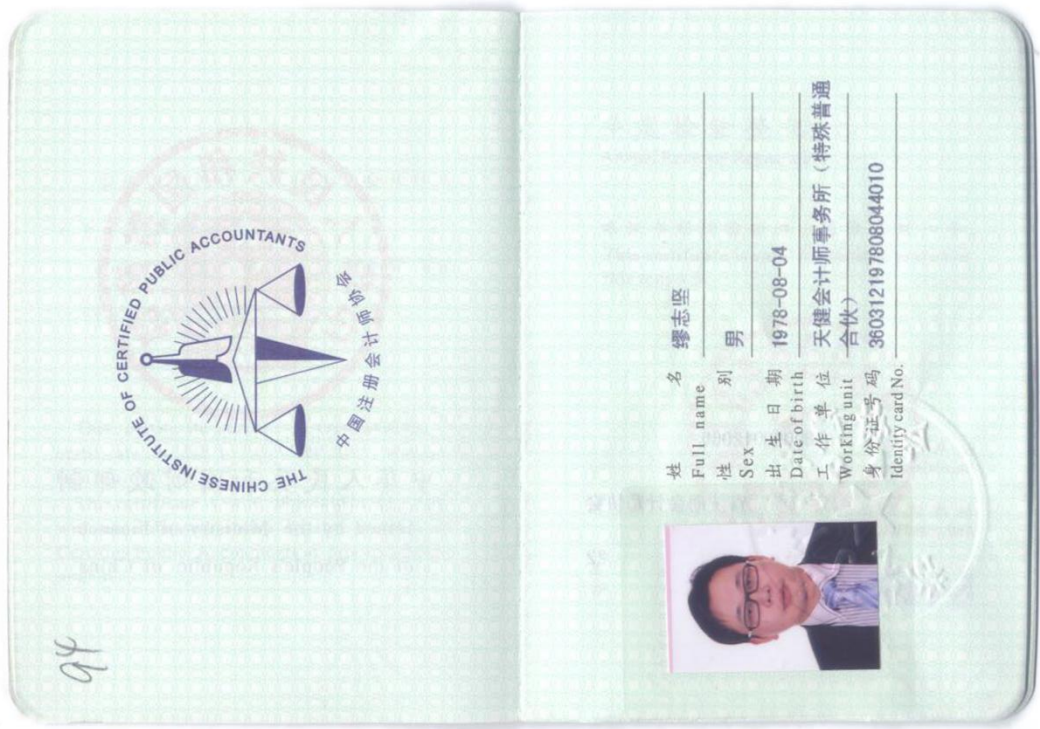 THE CHINESE INSTITUTE OF CERTIFIED PUBLIC ACCOUNTANTS
中国注册会计师协会
姓 名 缪志坚
Full name
性 别 男
Sex
出 生 日 期 1978-08-04
Date of birth
工 作 单 位 天健会计师事务所（特殊普通
Working unit 合伙）
身 份 证 号 码 360312197808044010
Identity card No.